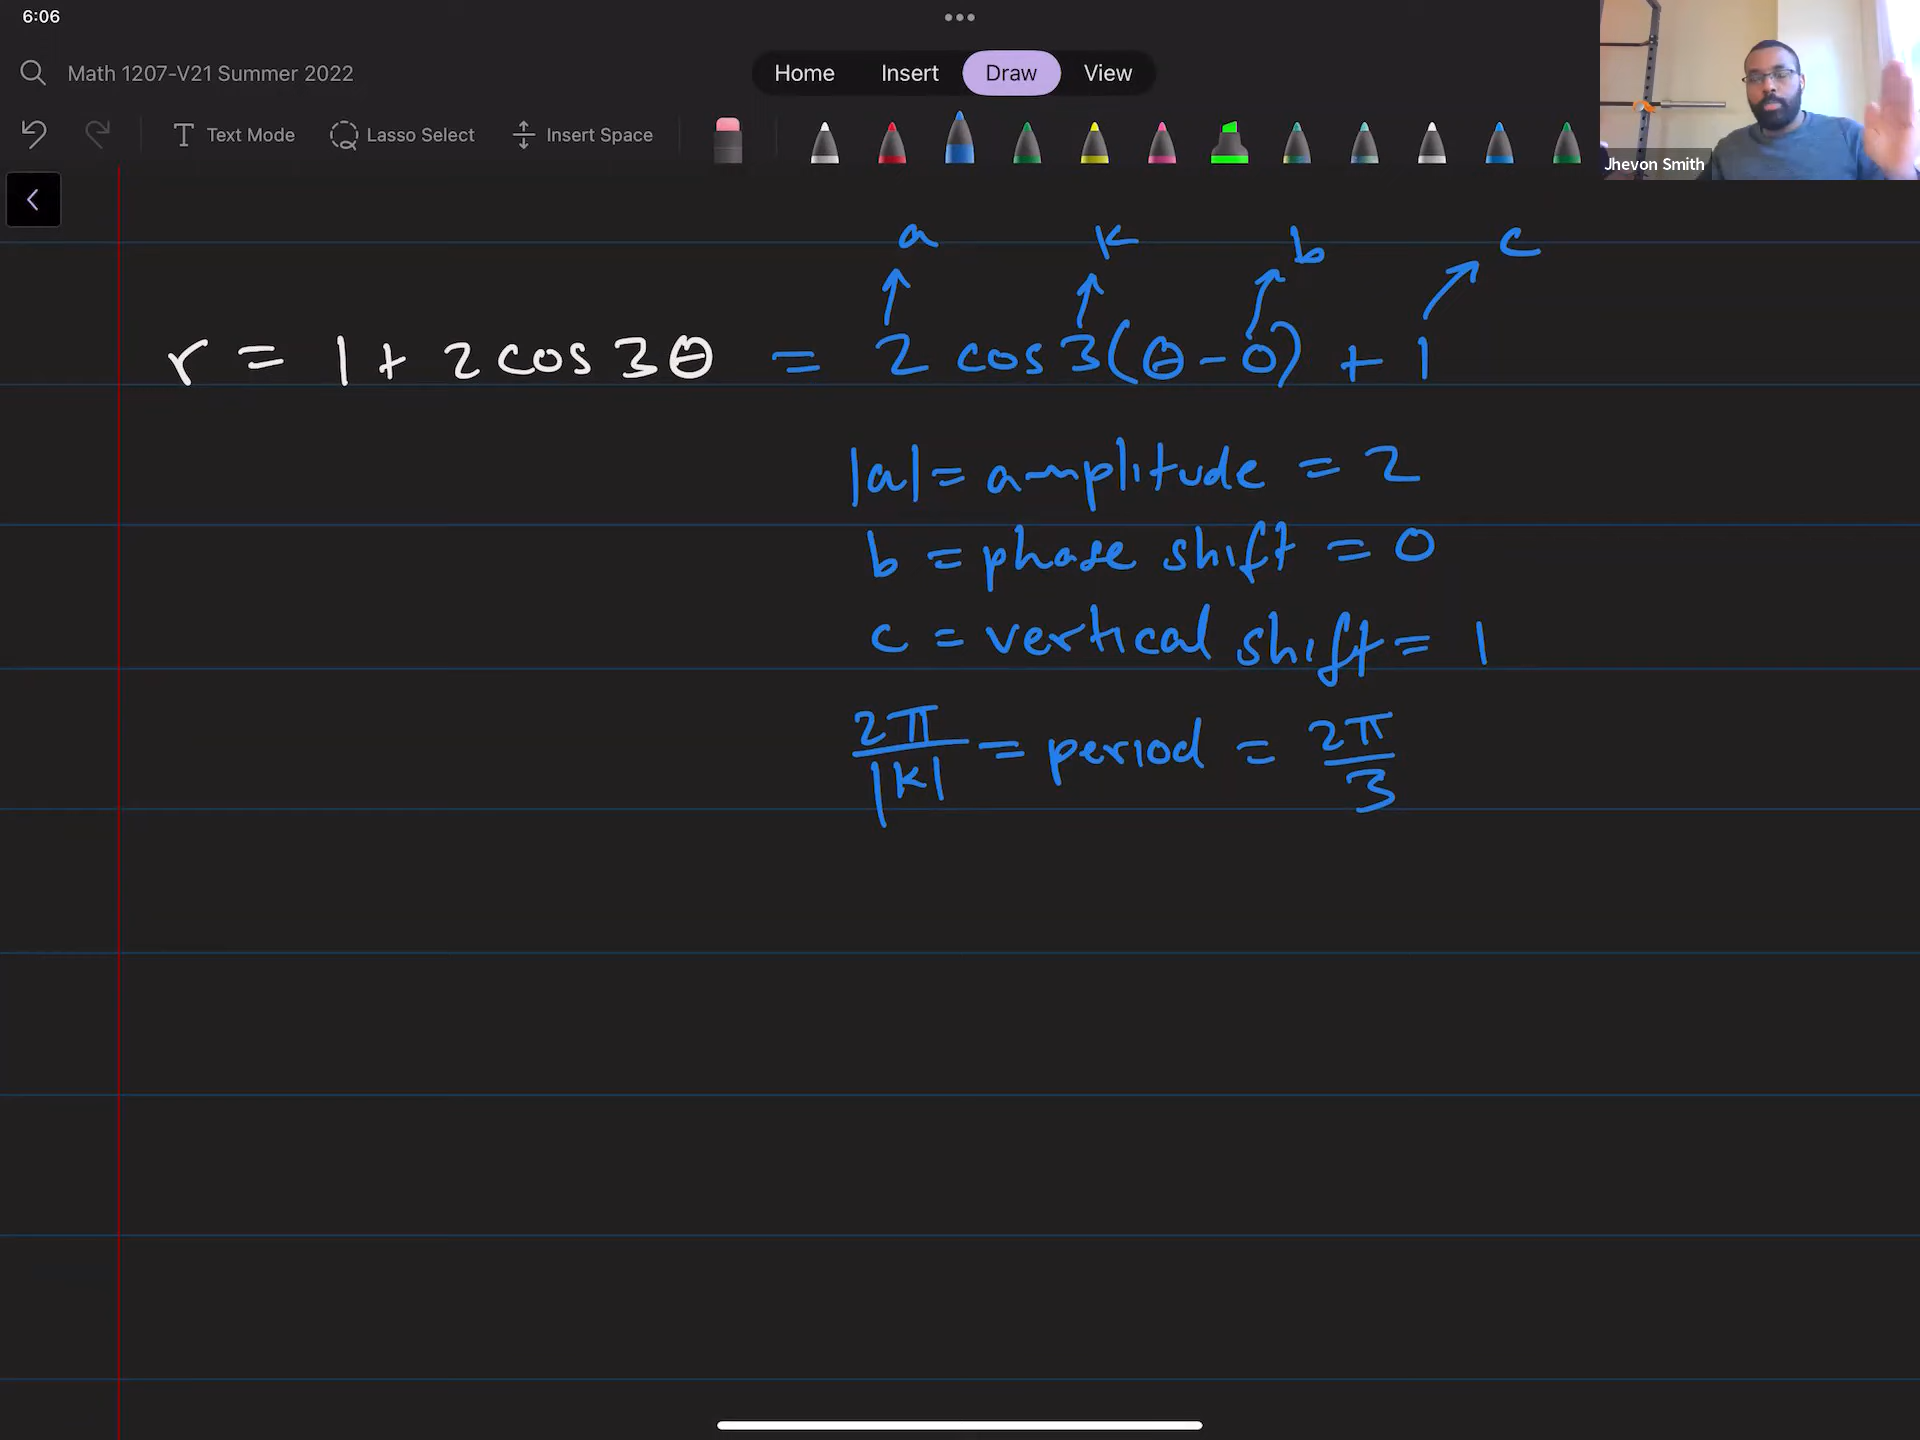 6:06
Math 1207-V21 Summer 2022
Home Insert Draw View
Text Mode Lasso Select Insert Space
Jhevon Smith
a k b c
r = 1 + 2 cos 3θ = 2 cos 3(θ - 0) + 1
|a| = amplitude = 2
b = phase shift = 0
c = vertical shift = 1
2π/|k| = period = 2π/3